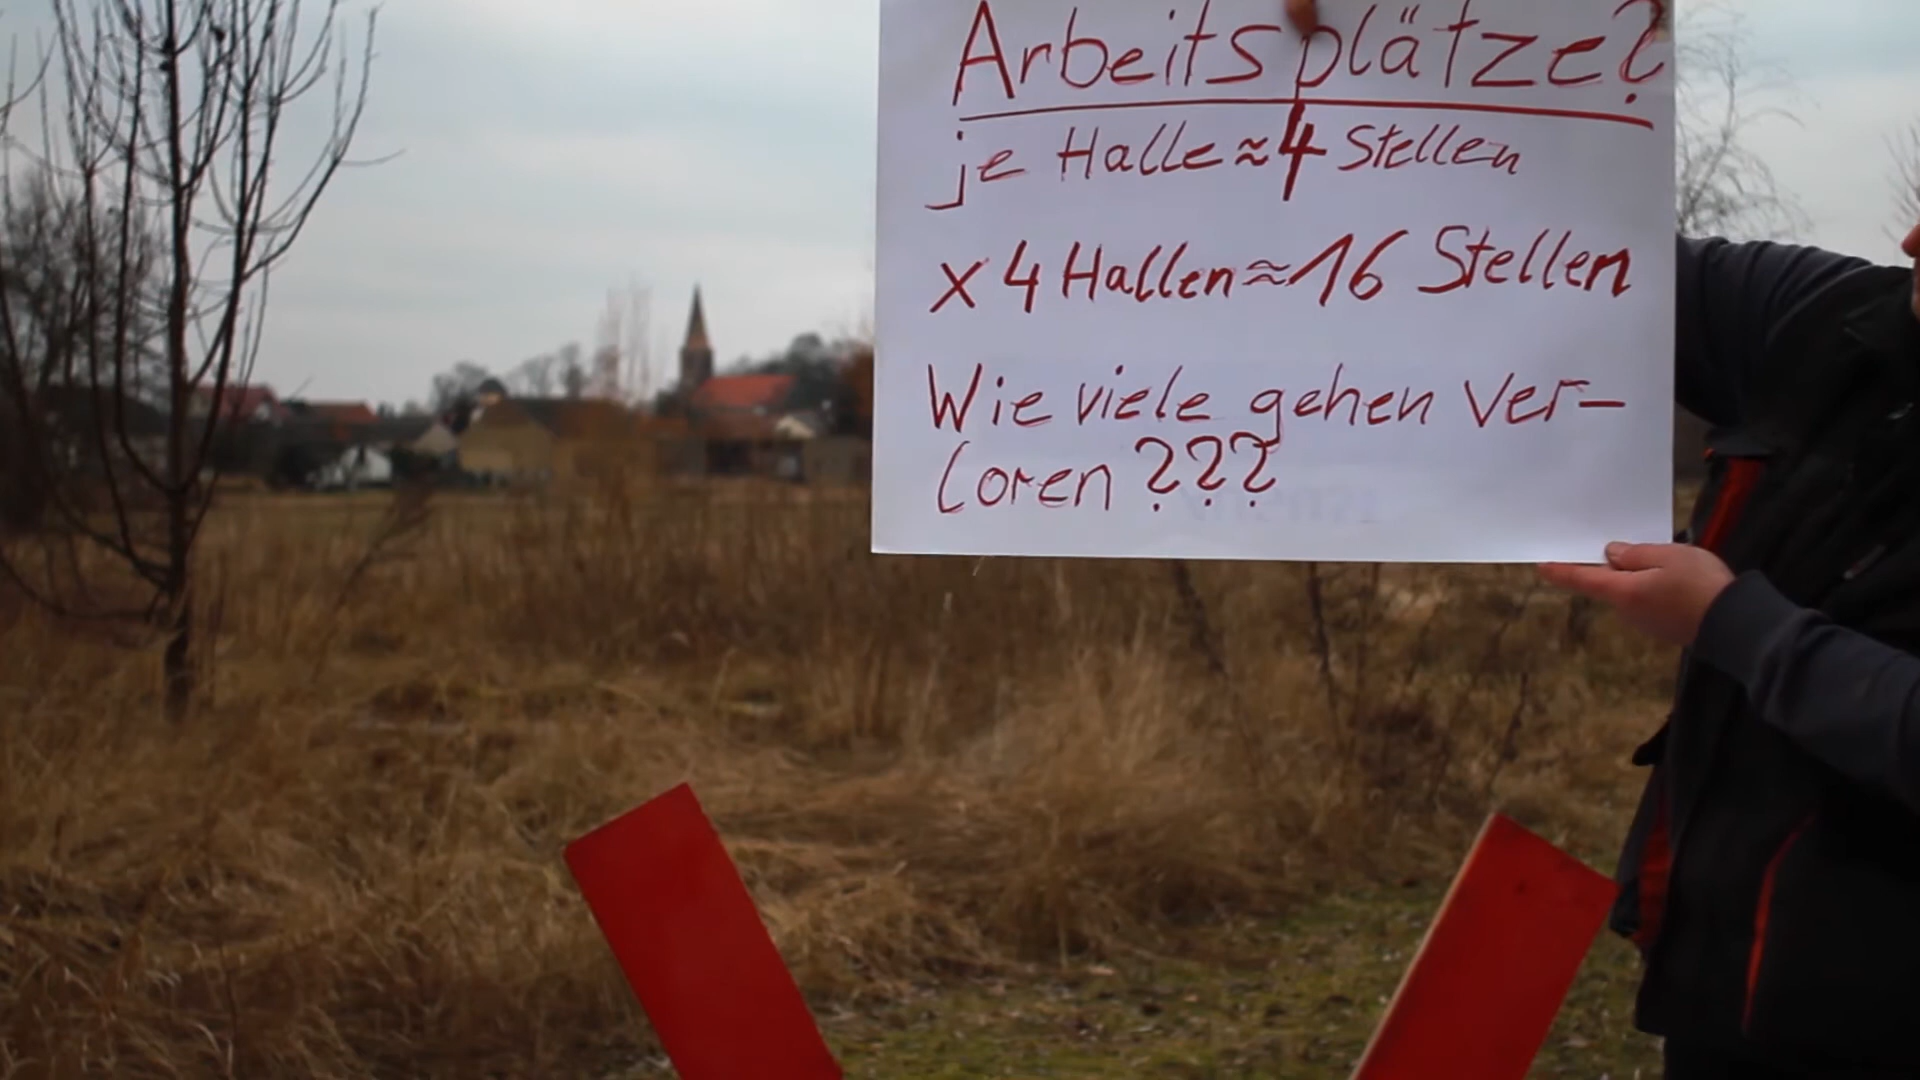 Arbeitsplätze?
je Halle ≈ 4 Stellen
x 4 Hallen ≈ 16 Stellen
Wie viele gehen ver-
loren ???